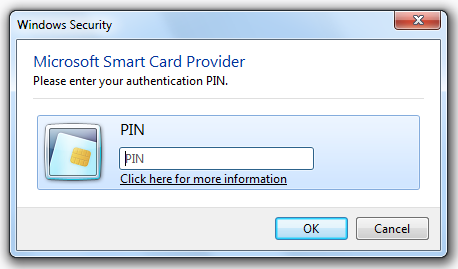 Windows Security
Microsoft Smart Card Provider
Please enter your authentication PIN.
PIN
PIN
Click here for more information
OK
Cancel